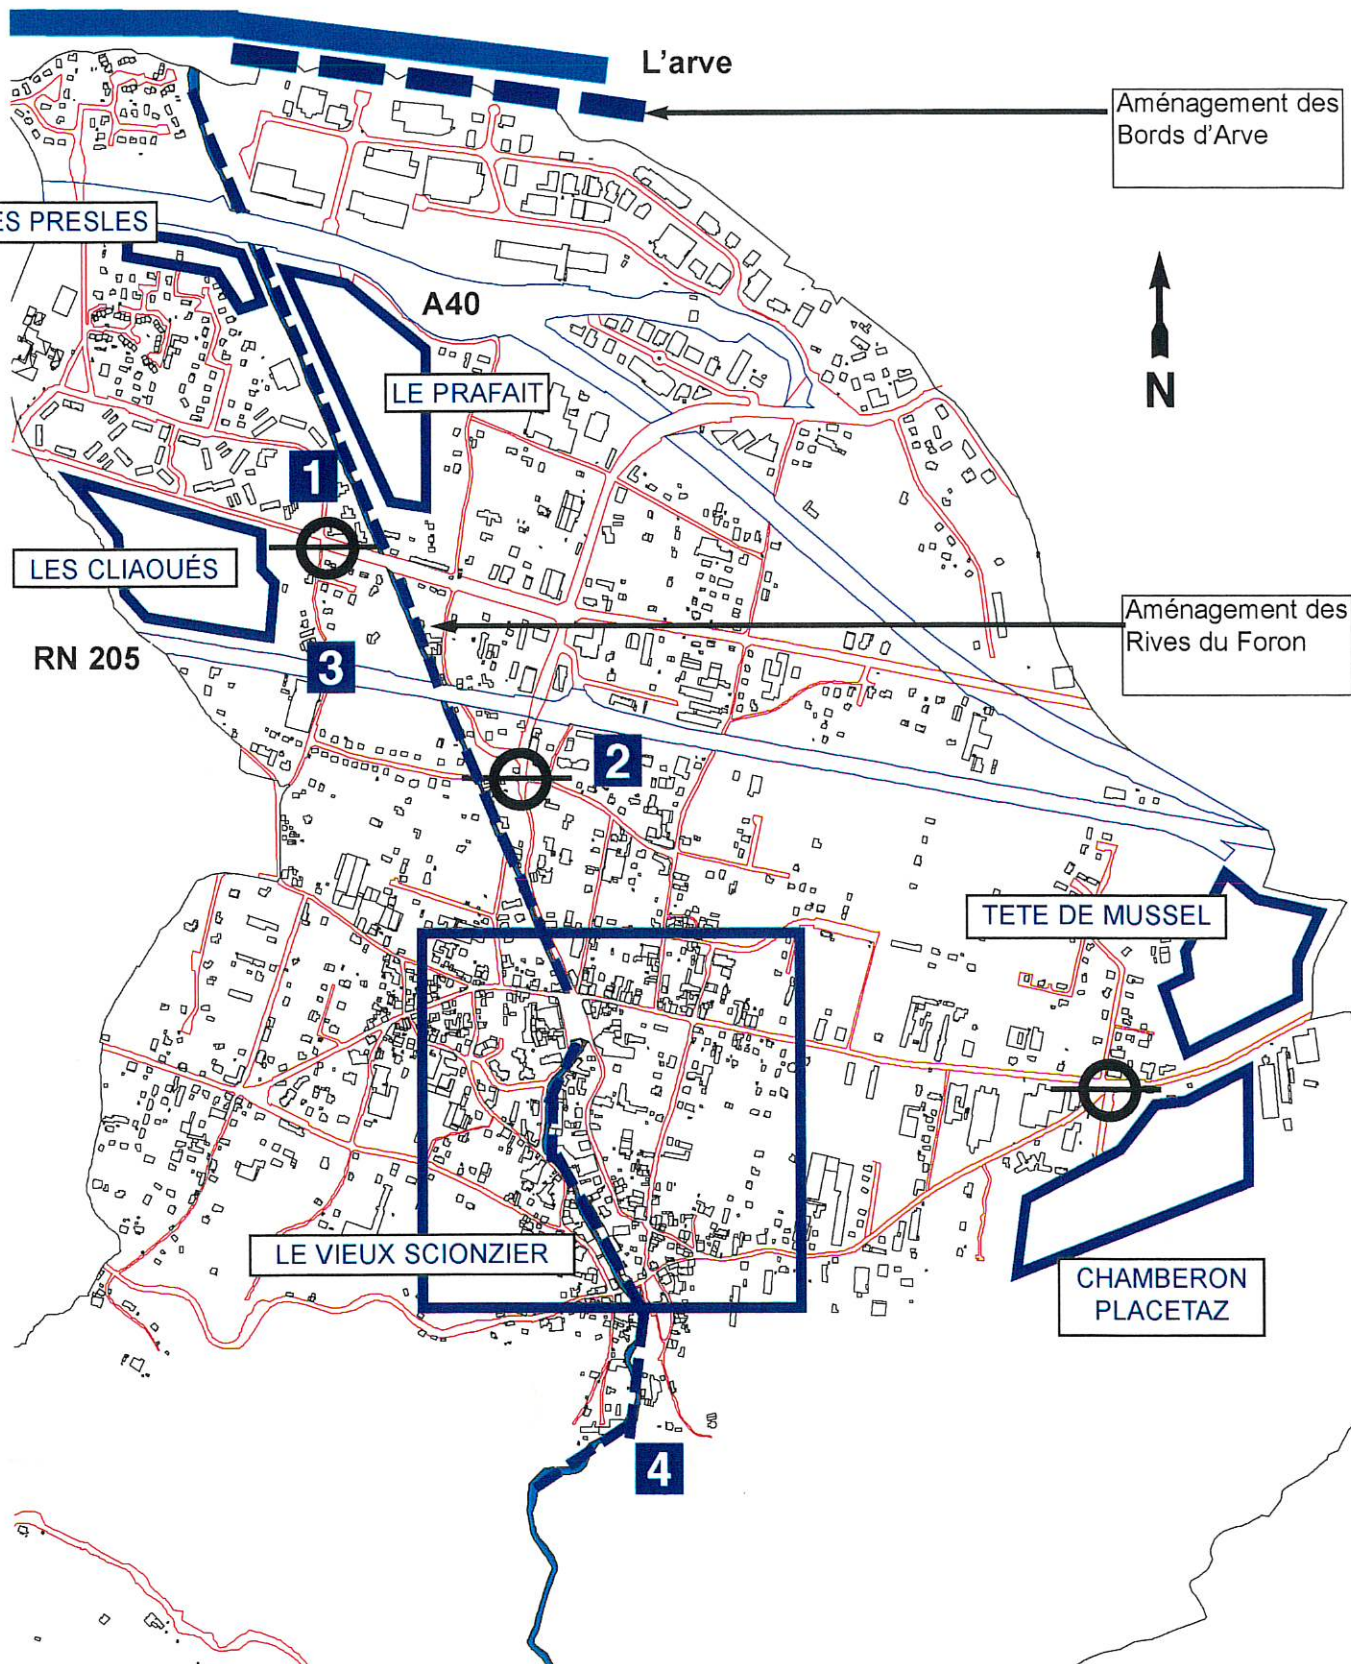 L'arve
Aménagement des
Bords d'Arve
ES PRESLES
A40
N
LE PRAFAIT
1
LES CLIAOUÉS
Aménagement des
Rives du Foron
RN 205
3
2
TETE DE MUSSEL
LE VIEUX SCIONZIER
CHAMBERON
PLACETAZ
4